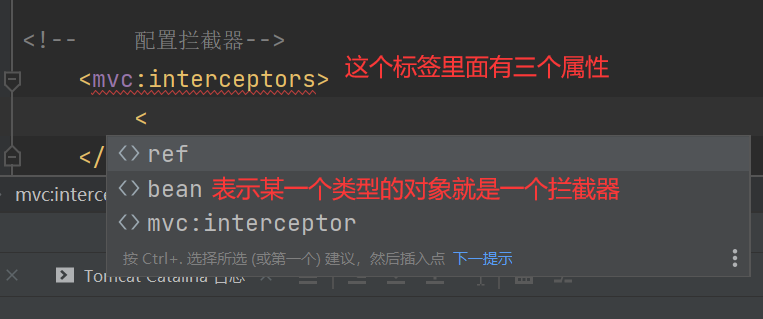 <!--    配置拦截器-->
<mvc:interceptors> 这个标签里面有三个属性
<
</
ref
bean 表示某一个类型的对象就是一个拦截器
mvc:interceptor
mvc:interc
按 Ctrl+. 选择所选 (或第一个) 建议，然后插入点 下一提示
Tomcat Catalina 日志